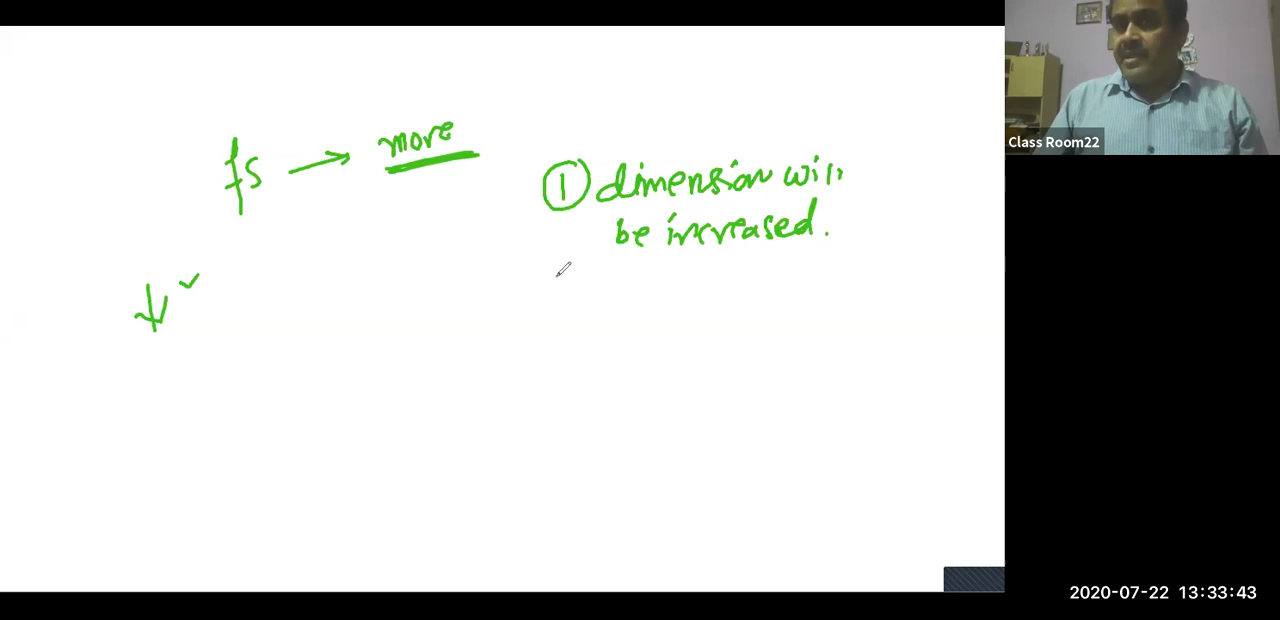 fs → more
① dimension will
be increased.
Class Room22
2020-07-22 13:33:43